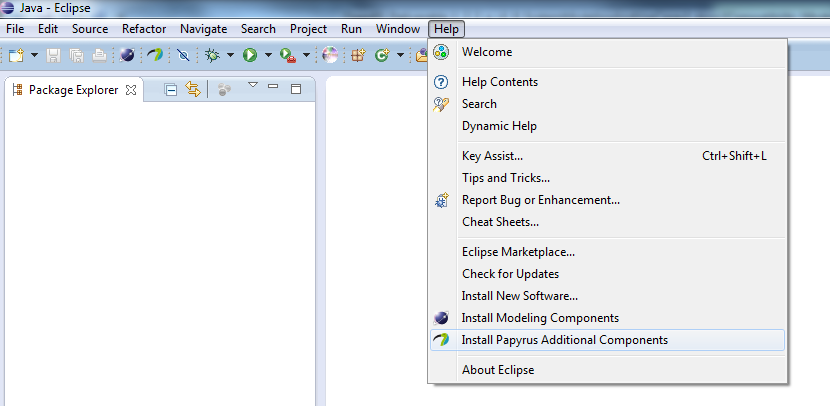 Java - Eclipse
File Edit Source Refactor Navigate Search Project Run Window Help
Package Explorer
Welcome
Help Contents
Search
Dynamic Help
Key Assist... Ctrl+Shift+L
Tips and Tricks...
Report Bug or Enhancement...
Cheat Sheets...
Eclipse Marketplace...
Check for Updates
Install New Software...
Install Modeling Components
Install Papyrus Additional Components
About Eclipse